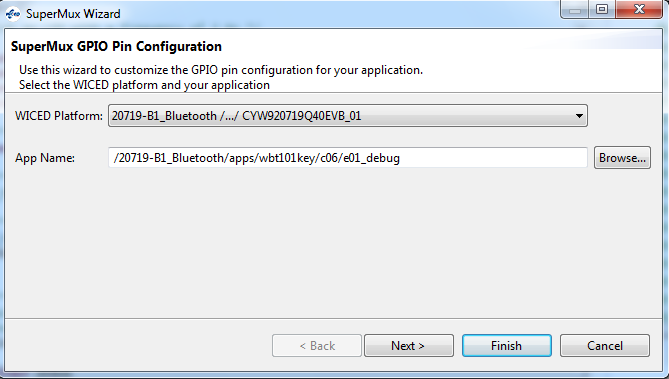 SuperMux Wizard
SuperMux GPIO Pin Configuration
Use this wizard to customize the GPIO pin configuration for your application.
Select the WICED platform and your application
WICED Platform: 20719-B1_Bluetooth /.../ CYW920719Q40EVB_01
App Name: /20719-B1_Bluetooth/apps/wbt101key/c06/e01_debug Browse...
< Back Next > Finish Cancel